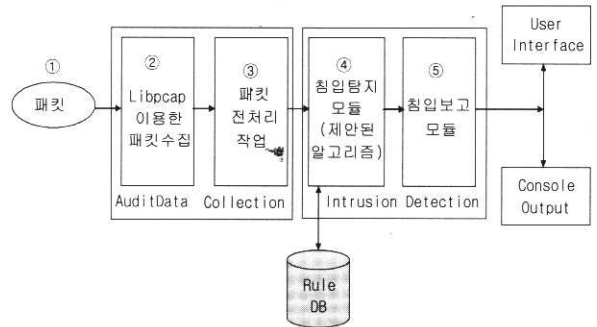 ①
패킷
②
Libpcap
이용한
패킷수집
③
패킷
전처리
작업
AuditData Collection
④
침입탐지
모듈
(제안된
알고리즘)
⑤
침입보고
모듈
Intrusion Detection
User
Interface
Console
Output
Rule
DB